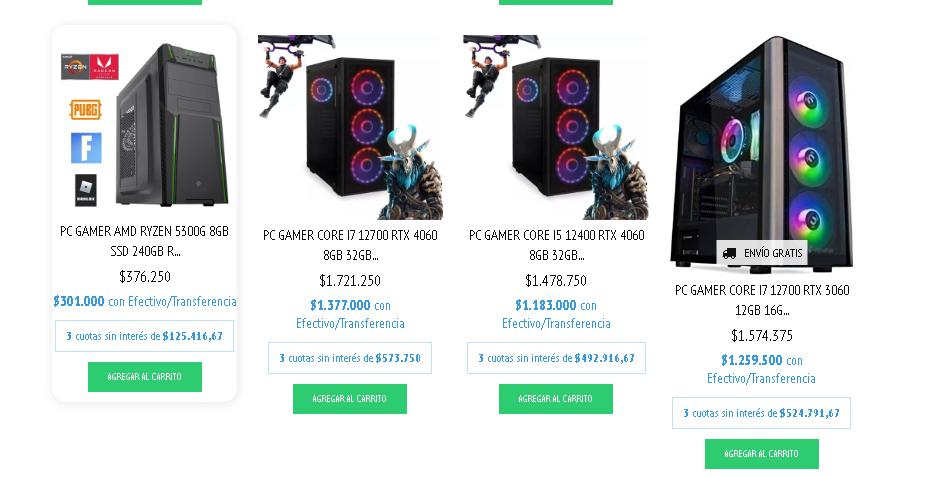 RYZEN
RADEON
PUBG
F
ROBLOX
PC GAMER AMD RYZEN 5300G 8GB
SSD 240GB R...
$376.250
$301.000 con Efectivo/Transferencia
3 cuotas sin interés de $125.416,67
AGREGAR AL CARRITO
PC GAMER CORE I7 12700 RTX 4060
8GB 32GB...
$1.721.250
$1.377.000 con
Efectivo/Transferencia
3 cuotas sin interés de $573.750
AGREGAR AL CARRITO
PC GAMER CORE I5 12400 RTX 4060
8GB 32GB...
$1.478.750
$1.183.000 con
Efectivo/Transferencia
3 cuotas sin interés de $492.916,67
AGREGAR AL CARRITO
ENVÍO GRATIS
PC GAMER CORE I7 12700 RTX 3060
12GB 16G...
$1.574.375
$1.259.500 con
Efectivo/Transferencia
3 cuotas sin interés de $524.791,67
AGREGAR AL CARRITO